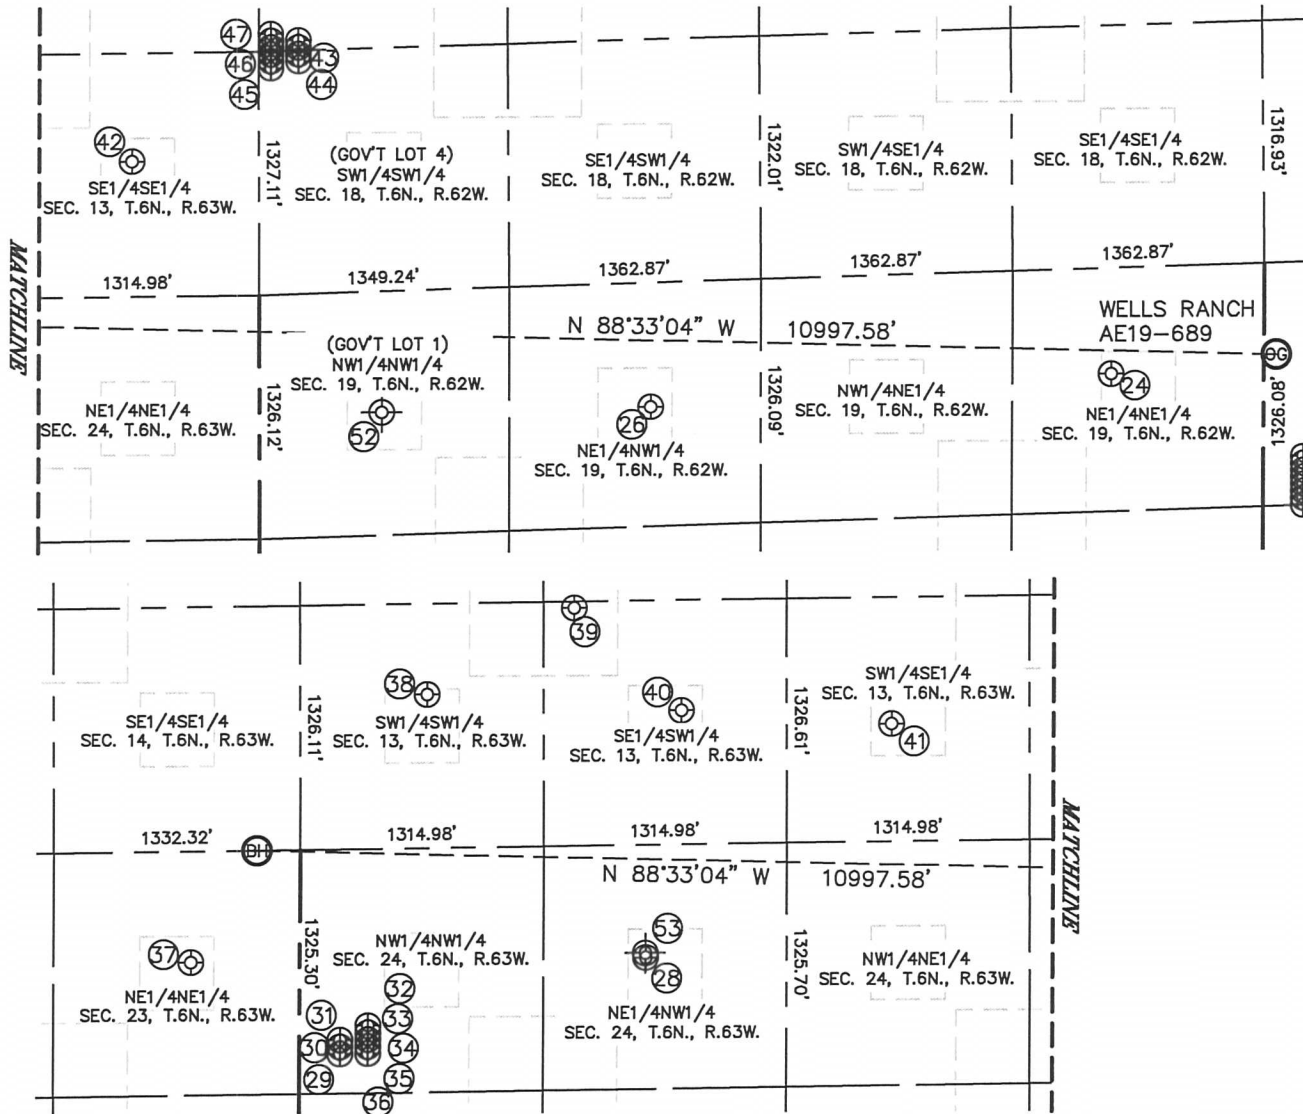 47
46
45
43
44
42
SE1/4SE1/4
SEC. 13, T.6N., R.63W.
1327.11'
(GOV'T LOT 4)
SW1/4SW1/4
SEC. 18, T.6N., R.62W.
SE1/4SW1/4
SEC. 18, T.6N., R.62W.
1322.01'
SW1/4SE1/4
SEC. 18, T.6N., R.62W.
SE1/4SE1/4
SEC. 18, T.6N., R.62W.
1316.93'
MATCHLINE
1314.98'
1349.24'
1362.87'
1362.87'
1362.87'
N 88°33'04" W 10997.58'
WELLS RANCH
AE19-689
OG
NE1/4NE1/4
SEC. 24, T.6N., R.63W.
1326.12'
(GOV'T LOT 1)
NW1/4NW1/4
SEC. 19, T.6N., R.62W.
52
26
NE1/4NW1/4
SEC. 19, T.6N., R.62W.
1326.09'
NW1/4NE1/4
SEC. 19, T.6N., R.62W.
24
NE1/4NE1/4
SEC. 19, T.6N., R.62W.
1326.08'
39
SE1/4SE1/4
SEC. 14, T.6N., R.63W.
1326.11'
38
SW1/4SW1/4
SEC. 13, T.6N., R.63W.
40
SE1/4SW1/4
SEC. 13, T.6N., R.63W.
1326.61'
SW1/4SE1/4
SEC. 13, T.6N., R.63W.
41
MATCHLINE
1332.32'
1314.98'
1314.98'
1314.98'
BH
N 88°33'04" W 10997.58'
37
NE1/4NE1/4
SEC. 23, T.6N., R.63W.
1325.30'
NW1/4NW1/4
SEC. 24, T.6N., R.63W.
32
31
33
30
34
29
35
36
53
28
NE1/4NW1/4
SEC. 24, T.6N., R.63W.
1325.70'
NW1/4NE1/4
SEC. 24, T.6N., R.63W.